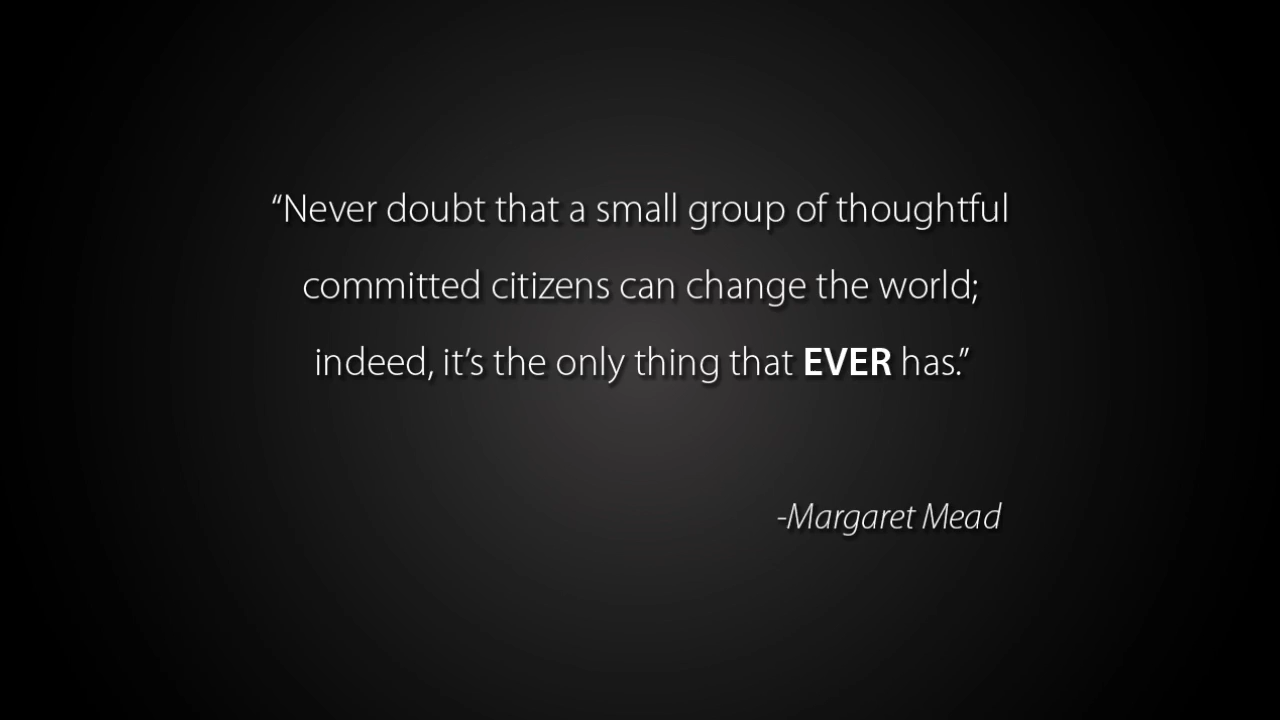 “Never doubt that a small group of thoughtful
committed citizens can change the world;
indeed, it’s the only thing that EVER has.”
-Margaret Mead